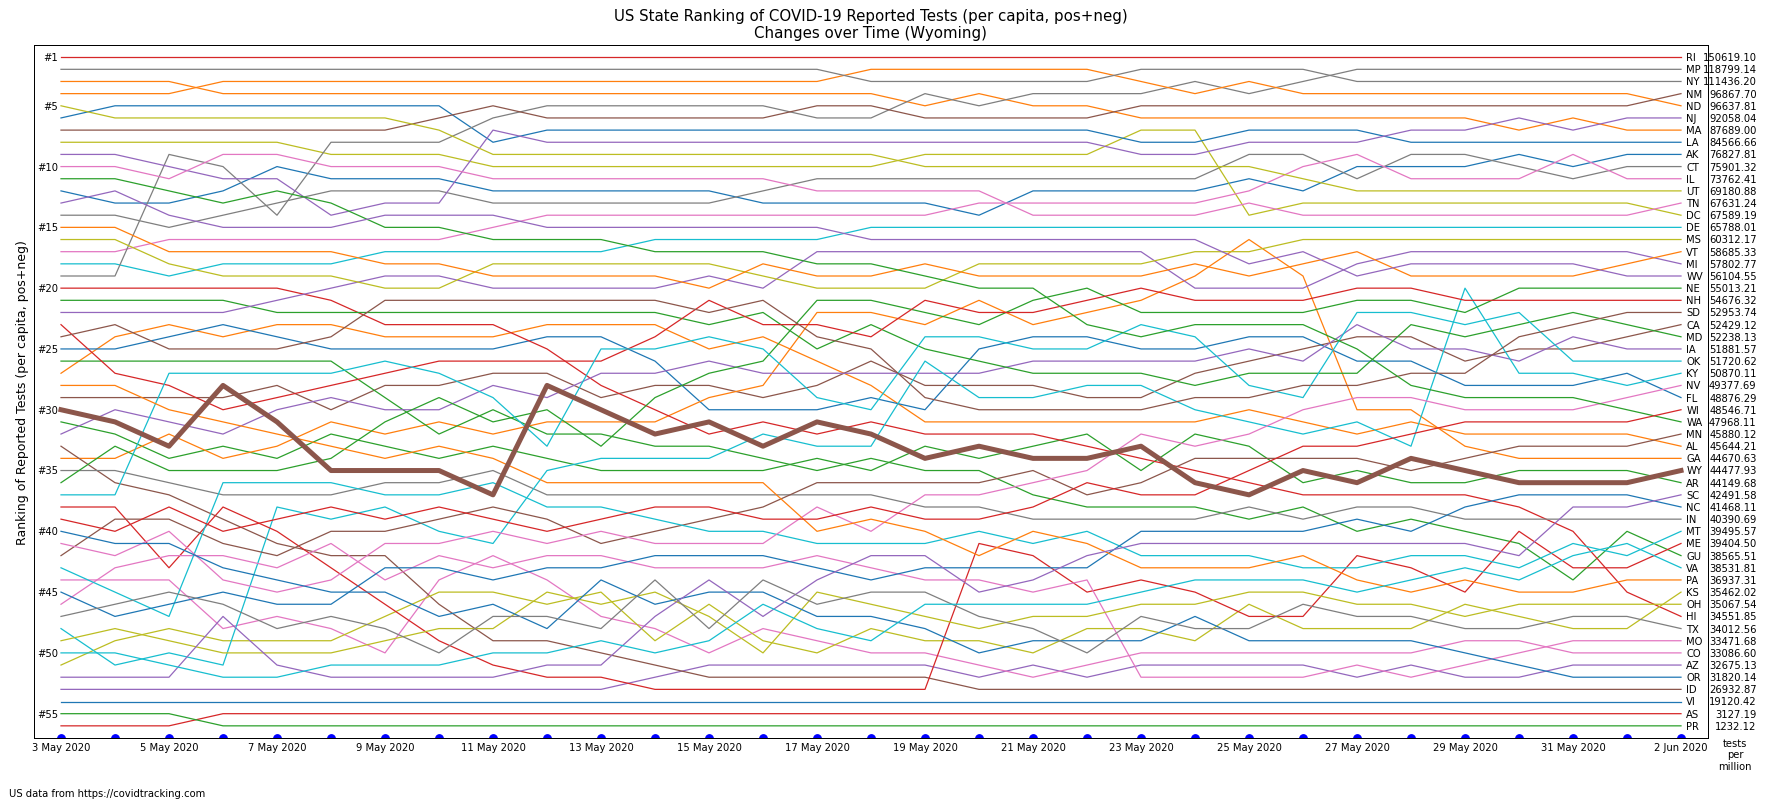 US State Ranking of COVID-19 Reported Tests (per capita, pos+neg)
Changes over Time (Wyoming)
Ranking of Reported Tests (per capita, pos+neg)
#1
#5
#10
#15
#20
#25
#30
#35
#40
#45
#50
#55
RI 150619.10
MP 118799.14
NY 111436.20
NM 96867.70
ND 96637.81
NJ 92058.04
MA 87689.00
LA 84566.66
AK 76827.81
CT 75901.32
IL 73762.41
UT 69180.88
TN 67631.24
DC 67589.19
DE 65788.01
MS 60312.17
VT 58685.33
MI 57802.77
WV 56104.55
NE 55013.21
NH 54676.32
SD 52953.74
CA 52429.12
MD 52238.13
IA 51881.57
OK 51720.62
KY 50870.11
NV 49377.69
FL 48876.29
WI 48546.71
WA 47968.11
MN 45880.12
AL 45644.21
GA 44670.63
WY 44477.93
AR 44149.68
SC 42491.58
NC 41468.11
IN 40390.69
MT 39495.57
ME 39404.50
GU 38565.51
VA 38531.81
PA 36937.31
KS 35462.02
OH 35067.54
HI 34551.85
TX 34012.56
MO 33471.68
CO 33086.60
AZ 32675.13
OR 31820.14
ID 26932.87
VI 19120.42
AS 3127.19
PR 1232.12
3 May 2020 5 May 2020 7 May 2020 9 May 2020 11 May 2020 13 May 2020 15 May 2020 17 May 2020 19 May 2020 21 May 2020 23 May 2020 25 May 2020 27 May 2020 29 May 2020 31 May 2020 2 Jun 2020
tests
per
million
US data from https://covidtracking.com